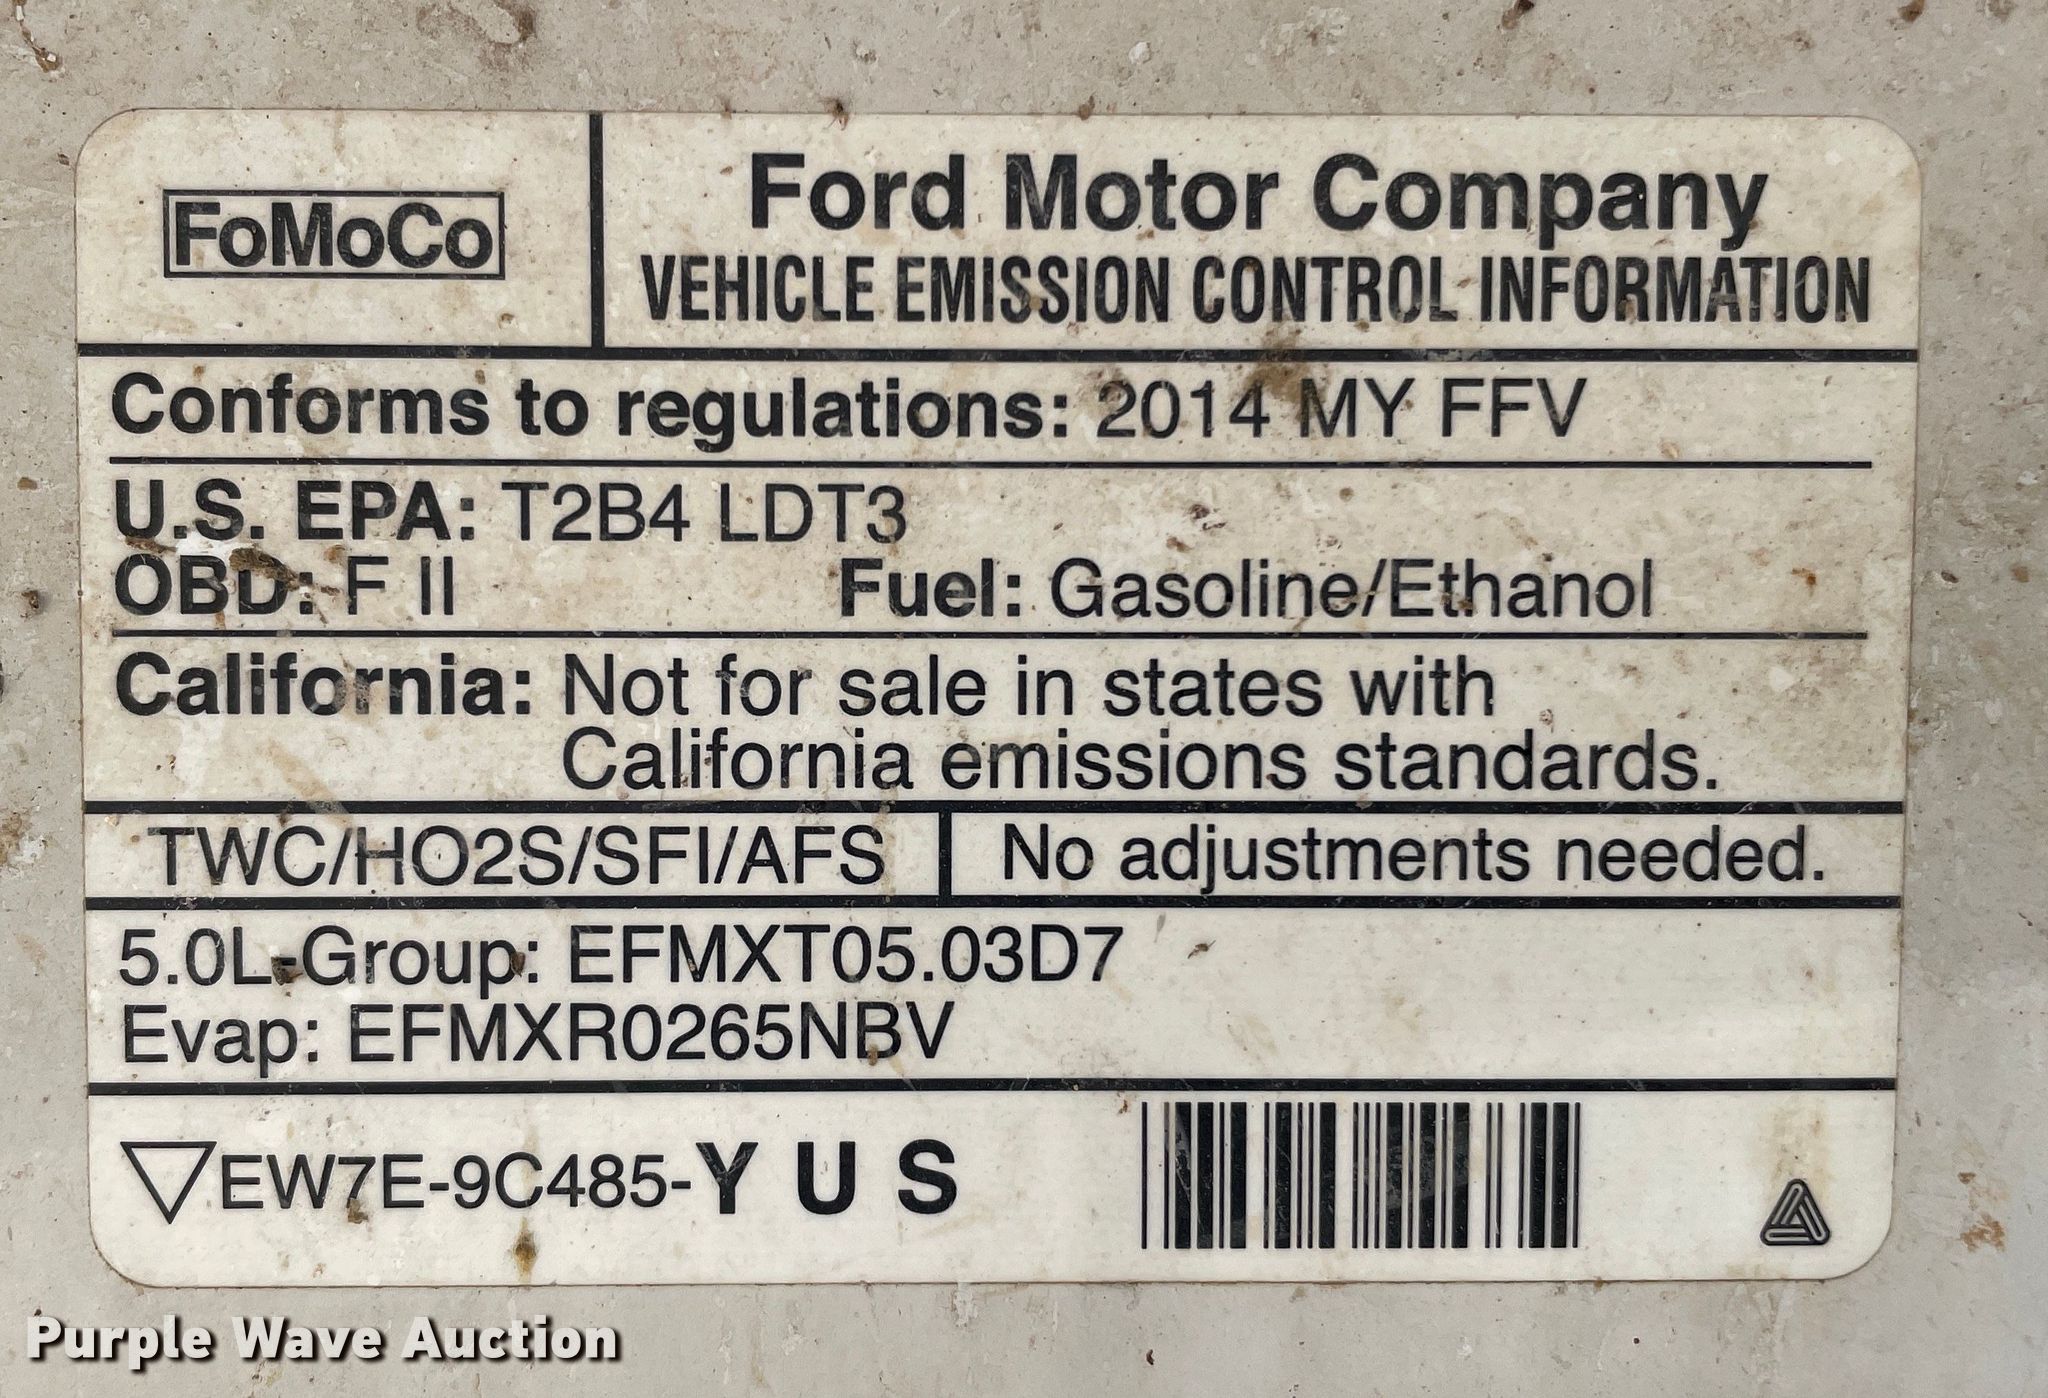 FoMoCo
Ford Motor Company
VEHICLE EMISSION CONTROL INFORMATION
Conforms to regulations: 2014 MY FFV
U.S. EPA: T2B4 LDT3
OBD: F II Fuel: Gasoline/Ethanol
California: Not for sale in states with
California emissions standards.
TWC/HO2S/SFI/AFS No adjustments needed.
5.0L-Group: EFMXT05.03D7
Evap: EFMXR0265NBV
EW7E-9C485-Y U S
Purple Wave Auction